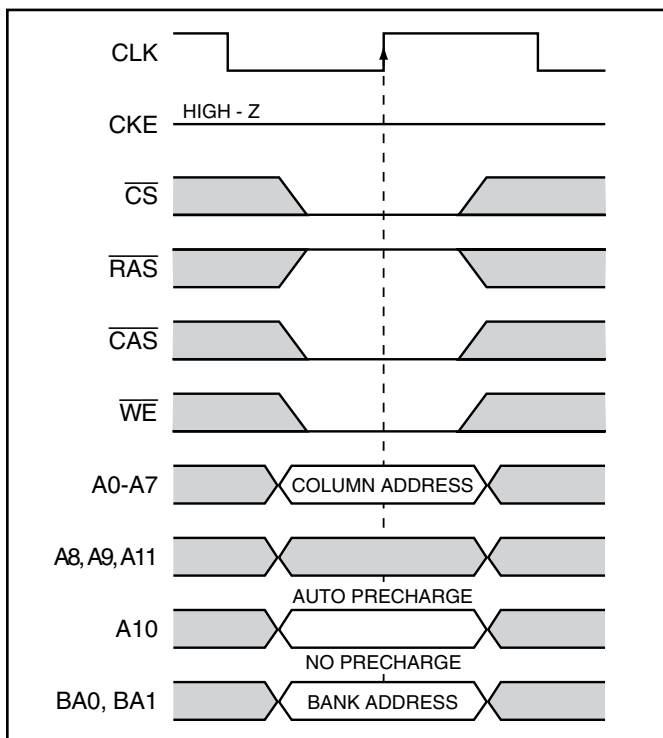 CLK
CKE
HIGH - Z
CS
RAS
CAS
WE
A0-A7
COLUMN ADDRESS
A8, A9, A11
AUTO PRECHARGE
A10
NO PRECHARGE
BA0, BA1
BANK ADDRESS